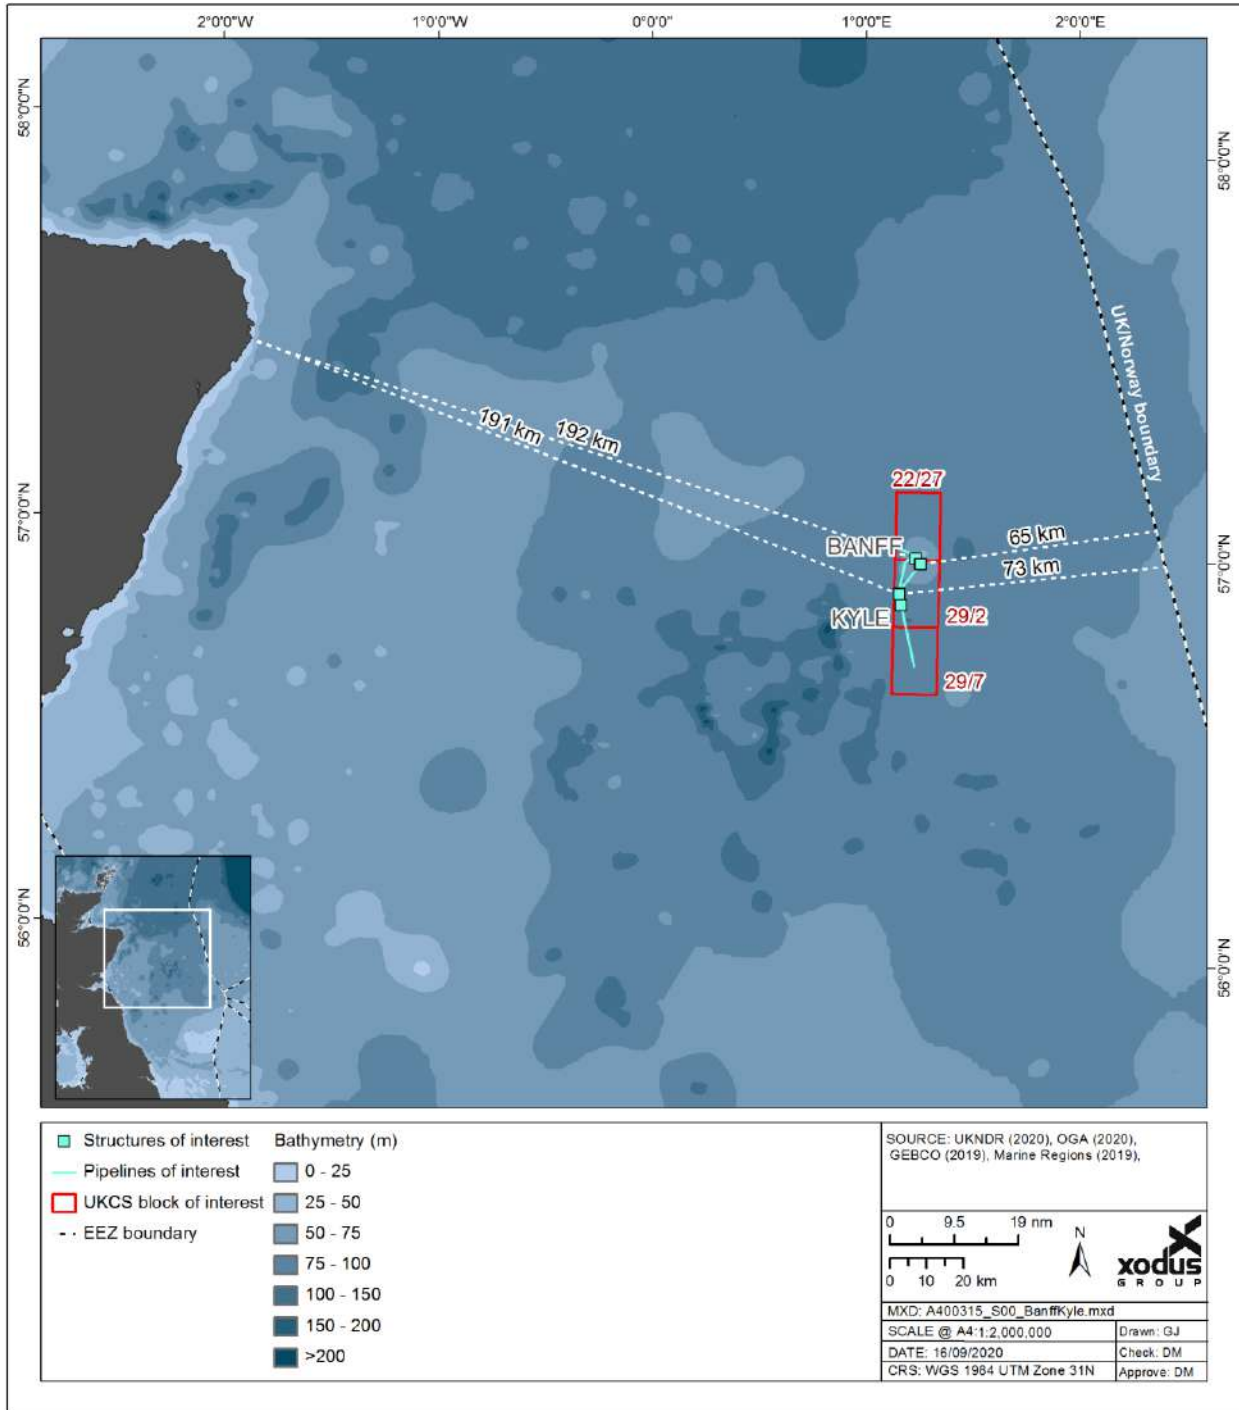 2°0'0"W 1°0'0"W 0°0'0" 1°0'0"E 2°0'0"E
58°0'0"N
58°0'0"N
UK/Norway boundary
191 km 192 km
22/27
57°0'0"N
BANFF
65 km
57°0'0"N
73 km
KYLE
29/2
29/7
56°0'0"N
56°0'0"N
Structures of interest
Pipelines of interest
UKCS block of interest
EEZ boundary
Bathymetry (m)
0 - 25
25 - 50
50 - 75
75 - 100
100 - 150
150 - 200
>200
SOURCE: UKNDR (2020), OGA (2020),
GEBCO (2019), Marine Regions (2019),
0 9.5 19 nm
0 10 20 km
N
xodus
GROUP
MXD: A400315_S00_BanffKyle.mxd
SCALE @ A4:1:2,000,000
Drawn: GJ
DATE: 16/09/2020
Check: DM
CRS: WGS 1984 UTM Zone 31N
Approve: DM